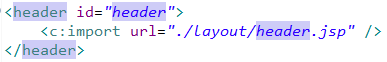 <header id="header">
<c:import url="./layout/header.jsp" />
</header>